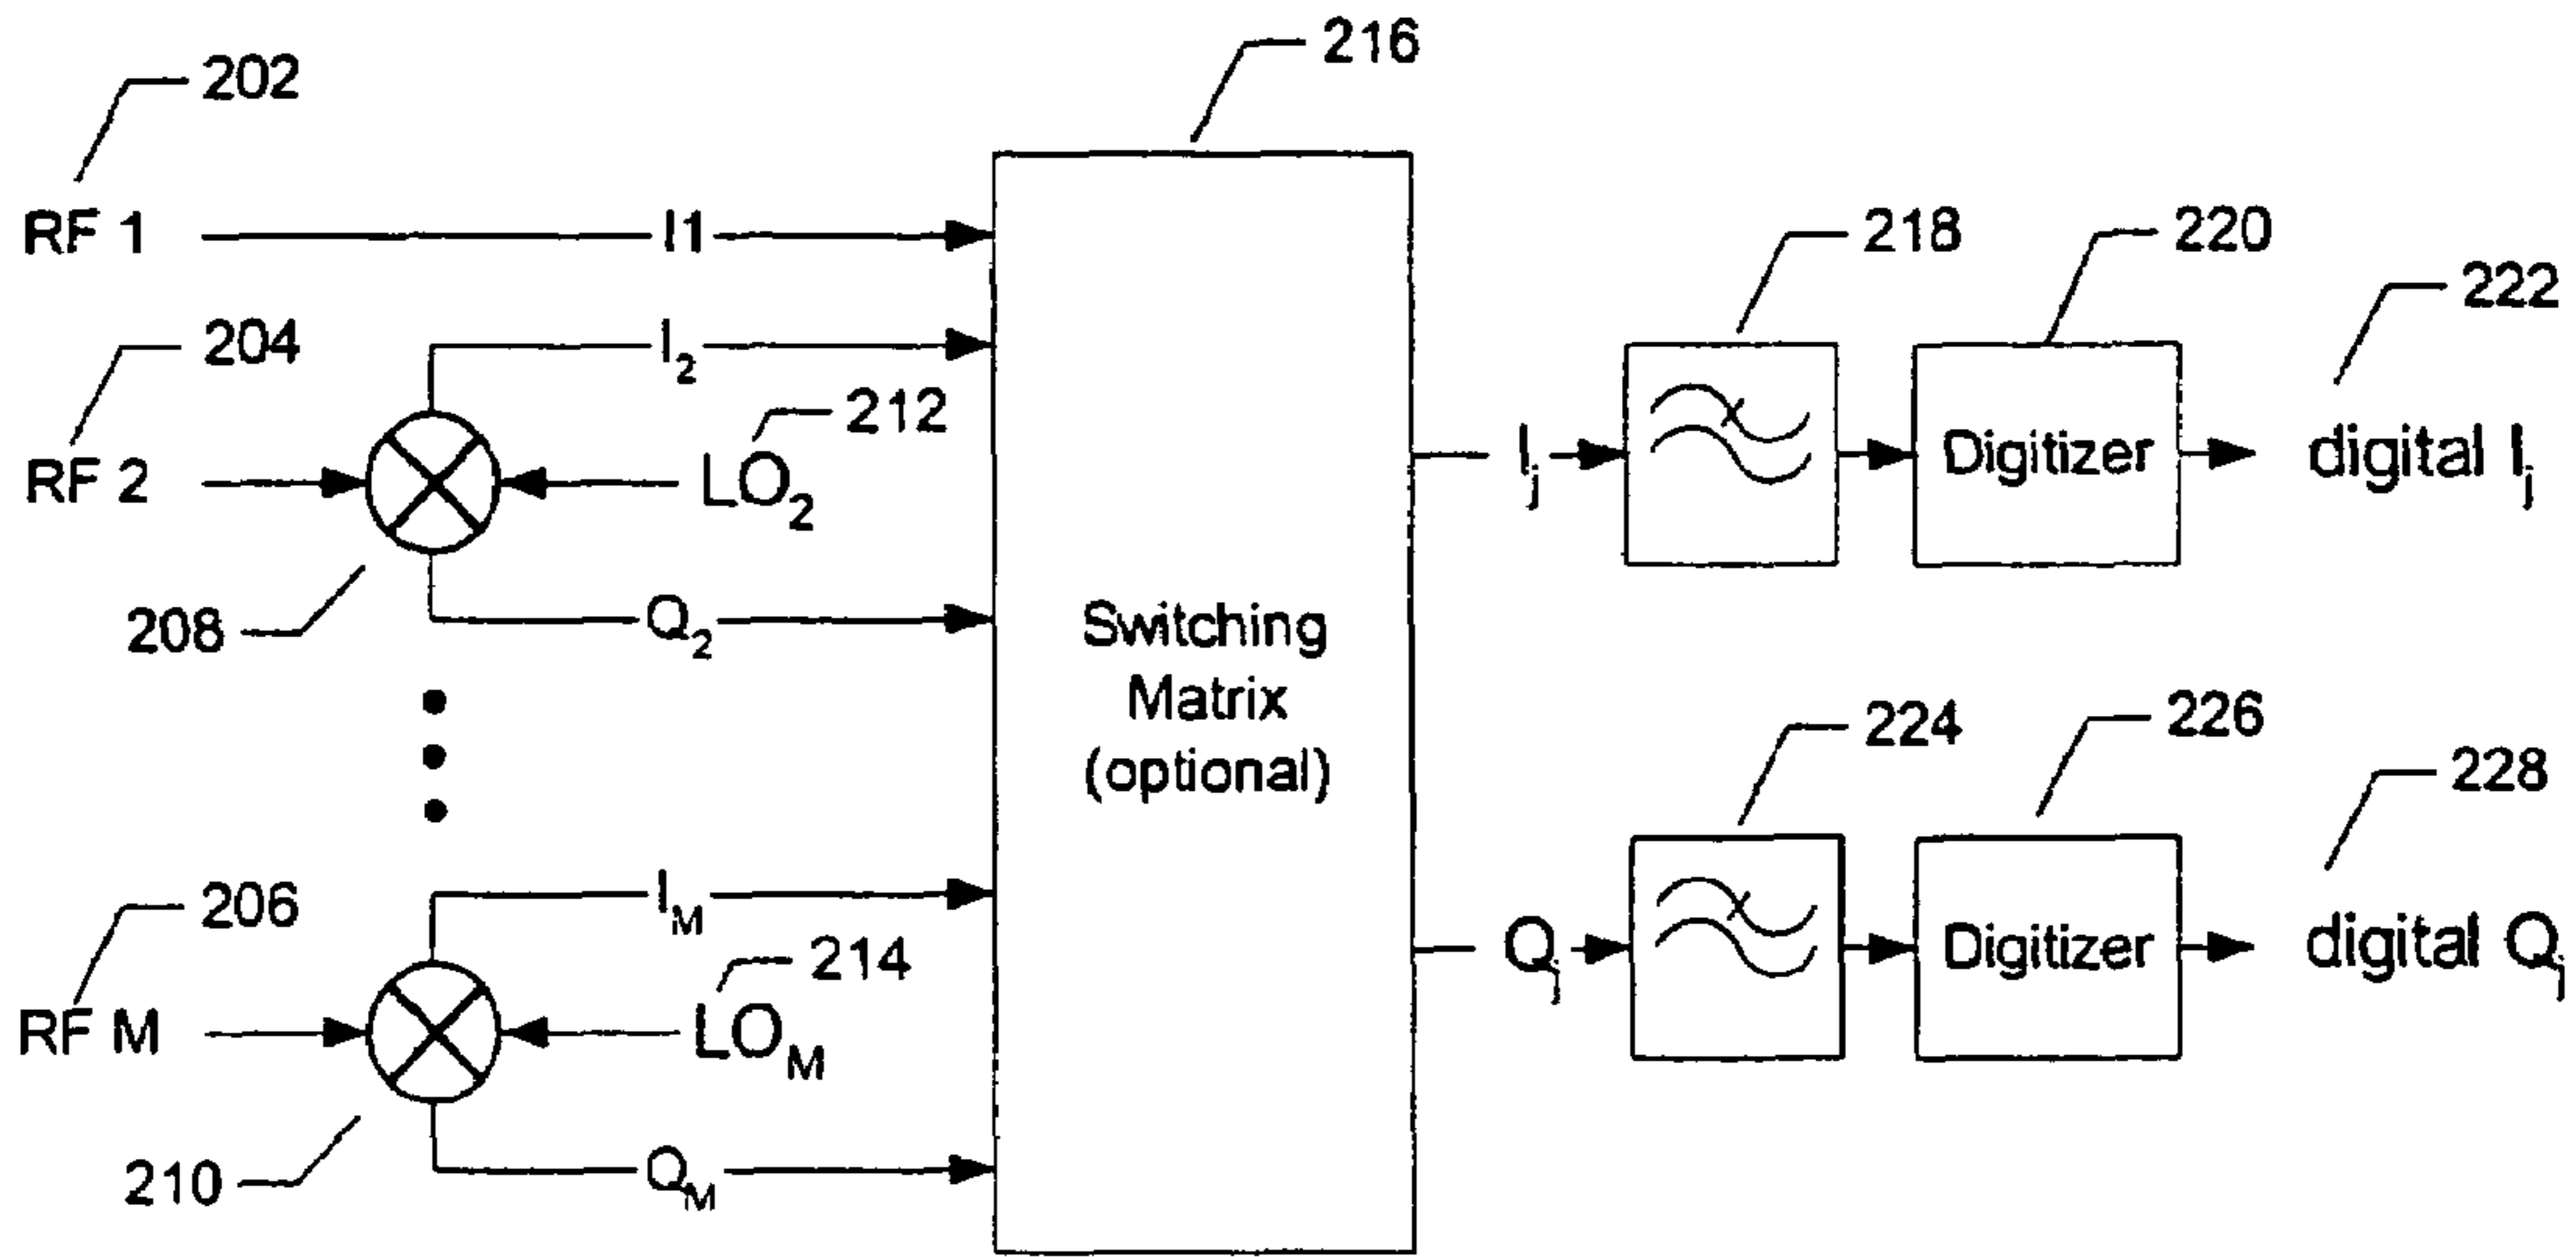 216
202
RF 1
I1
218
220
222
204
I2
212
RF 2
LO2
Ij
Digitizer
digital Ij
208
Q2
Switching
Matrix
(optional)
224
226
228
206
IM
214
RF M
LOM
Qj
Digitizer
digital Qj
210
QM